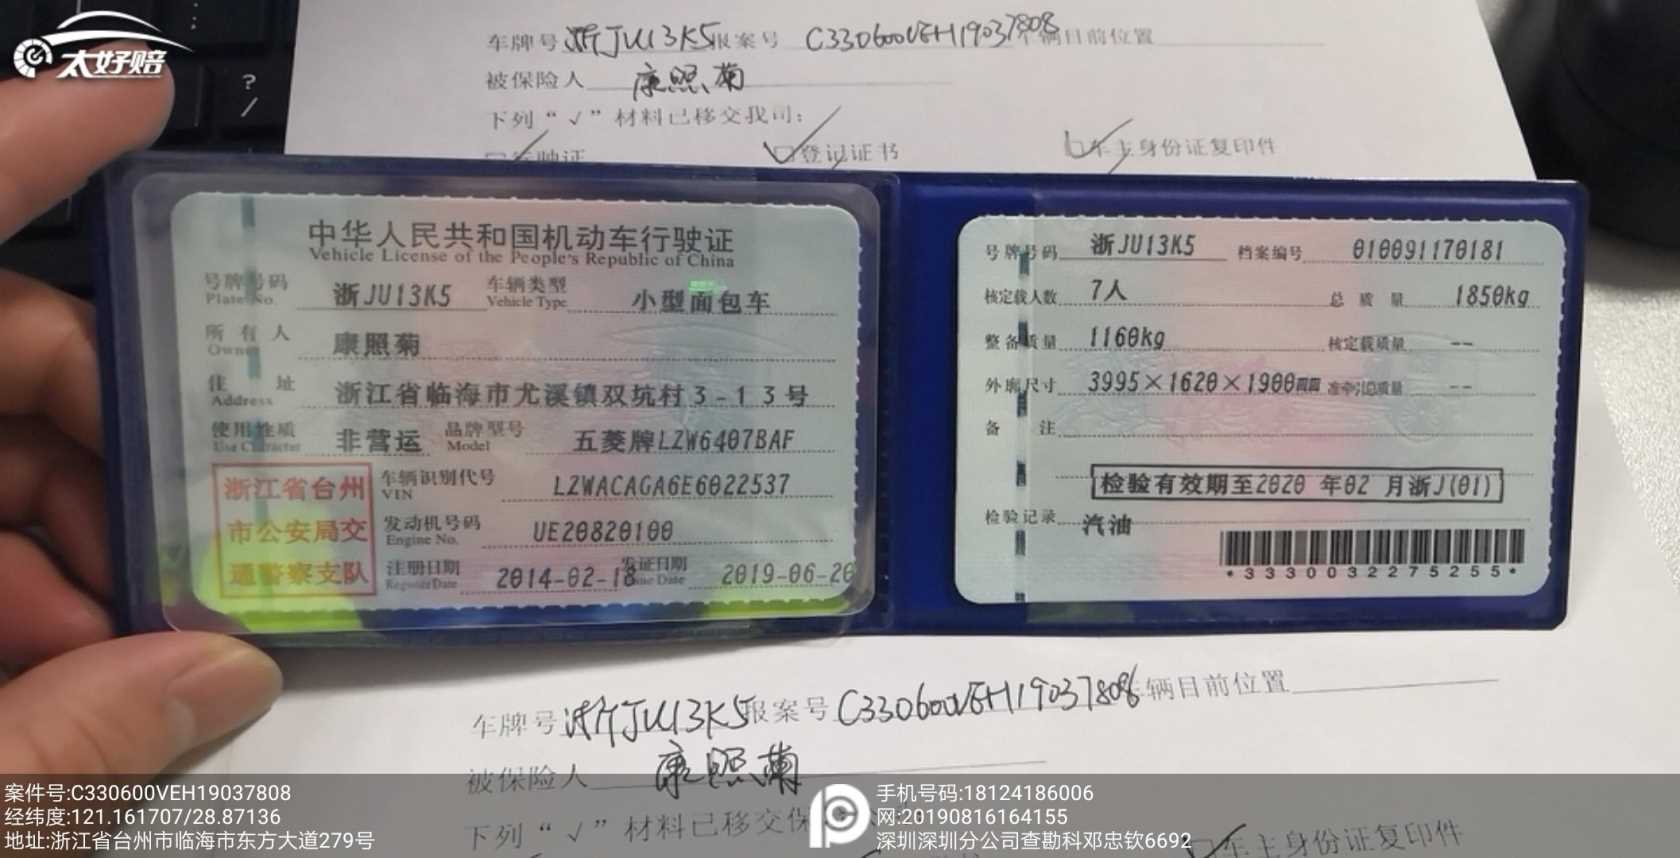 太好赔
?
/
车牌号 浙JU13K5 报案号 C330600VEH19037808 车辆目前位置
被保险人 康照菊
下列“√”材料已移交我司:
□行驶证 □登记证书 □车主身份证复印件
中华人民共和国机动车行驶证
Vehicle License of the People's Republic of China
号牌号码 浙JU13K5 车辆类型 小型面包车
Plate No. Vehicle Type
所有人 康照菊
Owner
住址 浙江省临海市尤溪镇双坑村3-13号
Address
使用性质 非营运 品牌型号 五菱牌LZW6407BAF
Use Character Model
浙江省台州市公安局交通警察支队
车辆识别代号 LZWACAGA6E6022537
VIN
发动机号码 UE20820100
Engine No.
注册日期 2014-02-18 发证日期 2019-06-20
Register Date Issue Date
号牌号码 浙JU13K5 档案编号 010091170181
核定载人数 7人 总质量 1850kg
整备质量 1160kg 核定载质量 --
外廓尺寸 3995×1620×1900mm 准牵引总质量 --
备注
检验有效期至2020年02月浙J(01)
检验记录 汽油
*3330032275255*
车牌号 浙JU13K5 报案号 C330600VEH19037808 车辆目前位置
被保险人 康照菊
下列“√”材料已移交保
□车主身份证复印件
案件号:C330600VEH19037808
经纬度:121.161707/28.87136
地址:浙江省台州市临海市东方大道279号
手机号码:18124186006
网:20190816164155
深圳深圳分公司查勘科邓忠钦6692